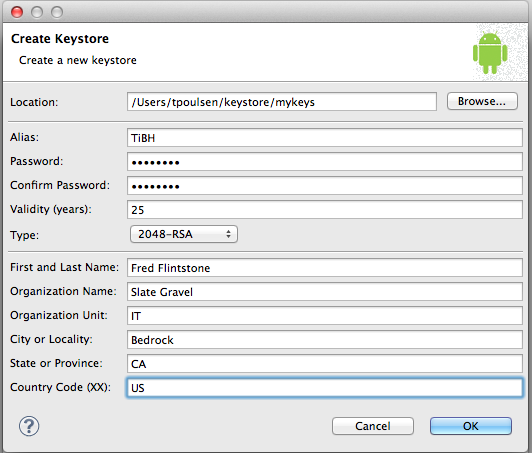 Create Keystore
Create a new keystore
Location: /Users/tpoulsen/keystore/mykeys Browse...
Alias: TiBH
Password: ••••••••
Confirm Password: ••••••••
Validity (years): 25
Type: 2048-RSA
First and Last Name: Fred Flintstone
Organization Name: Slate Gravel
Organization Unit: IT
City or Locality: Bedrock
State or Province: CA
Country Code (XX): US
? Cancel OK